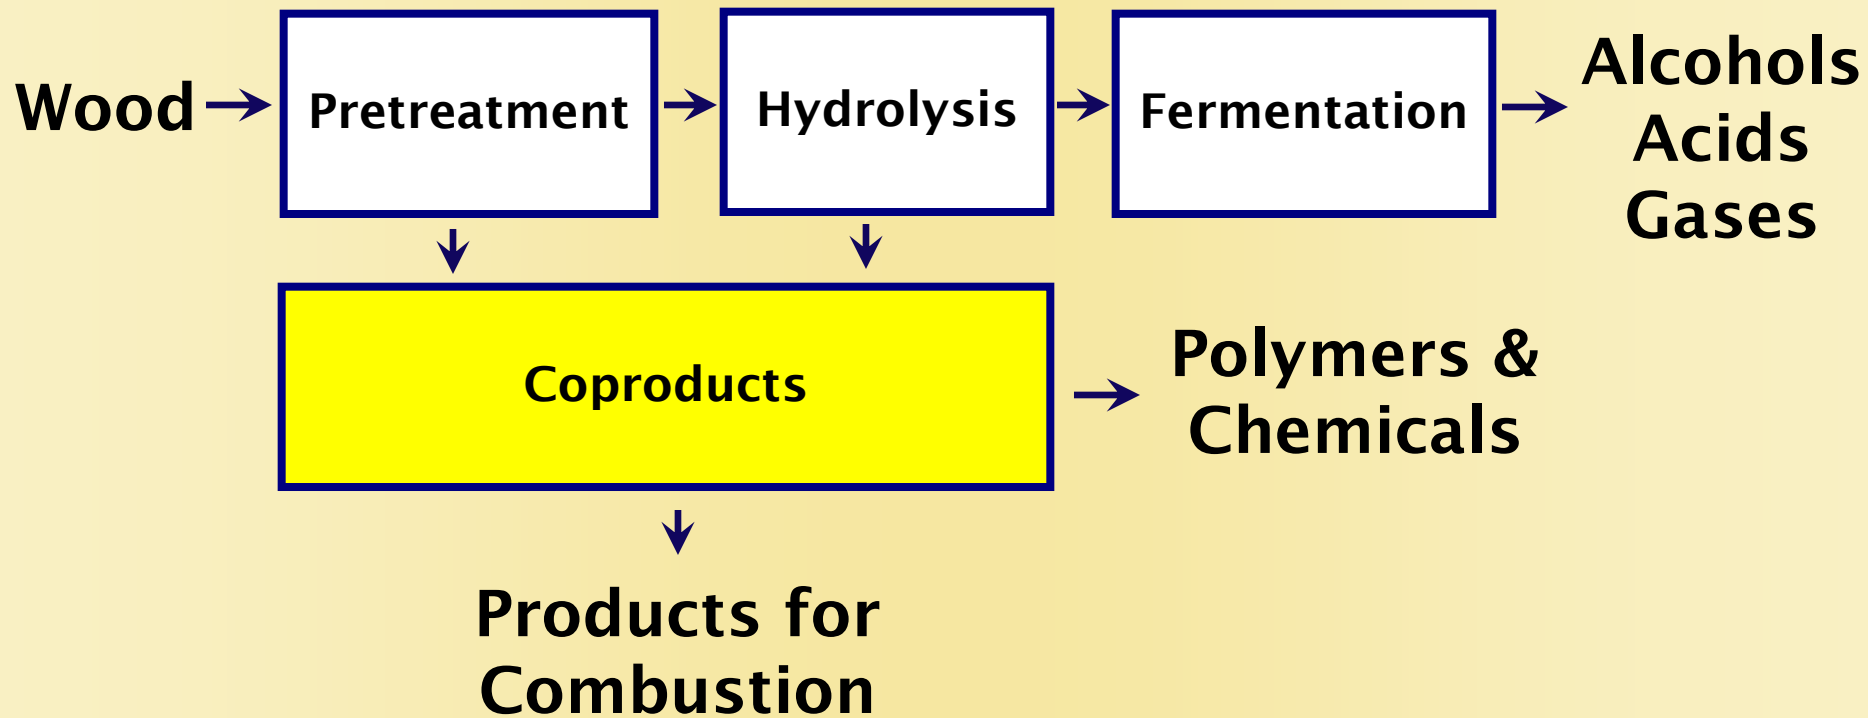 Wood
Pretreatment
Hydrolysis
Fermentation
Alcohols
Acids
Gases
Coproducts
Polymers &
Chemicals
Products for
Combustion